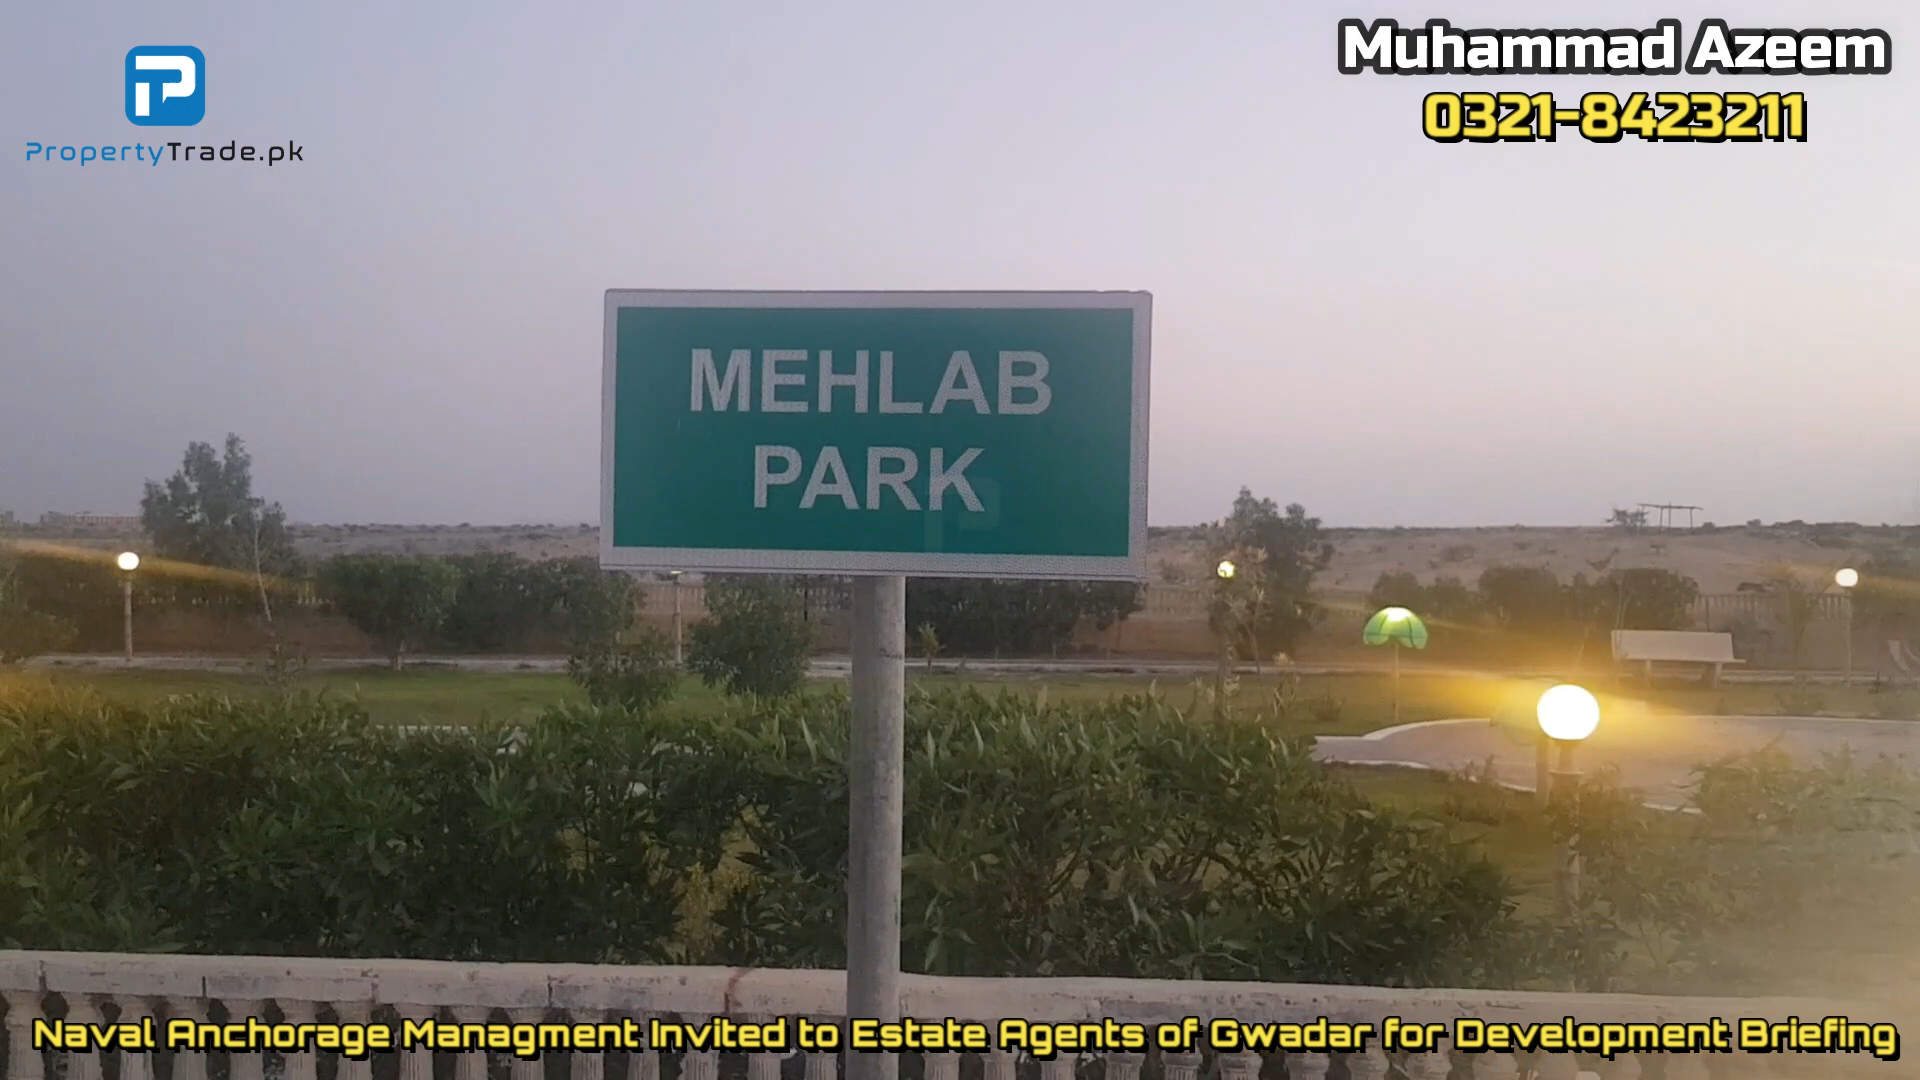 PropertyTrade.pk
Muhammad Azeem
0321-8423211
MEHLAB
PARK
Naval Anchorage Managment Invited to Estate Agents of Gwadar for Development Briefing